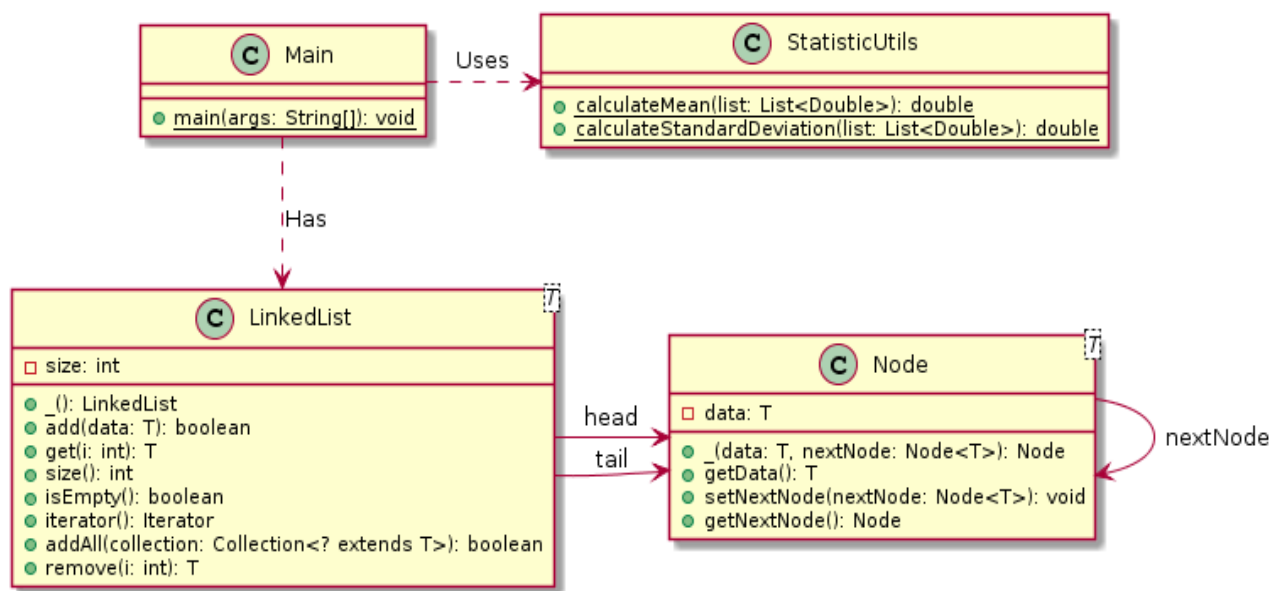 C Main
main(args: String[]): void
Uses
C StatisticUtils
calculateMean(list: List<Double>): double
calculateStandardDeviation(list: List<Double>): double
Has
C LinkedList
T
size: int
_(): LinkedList
add(data: T): boolean
get(i: int): T
size(): int
isEmpty(): boolean
iterator(): Iterator
addAll(collection: Collection<? extends T>): boolean
remove(i: int): T
head
tail
C Node
T
data: T
_(data: T, nextNode: Node<T>): Node
getData(): T
setNextNode(nextNode: Node<T>): void
getNextNode(): Node
nextNode